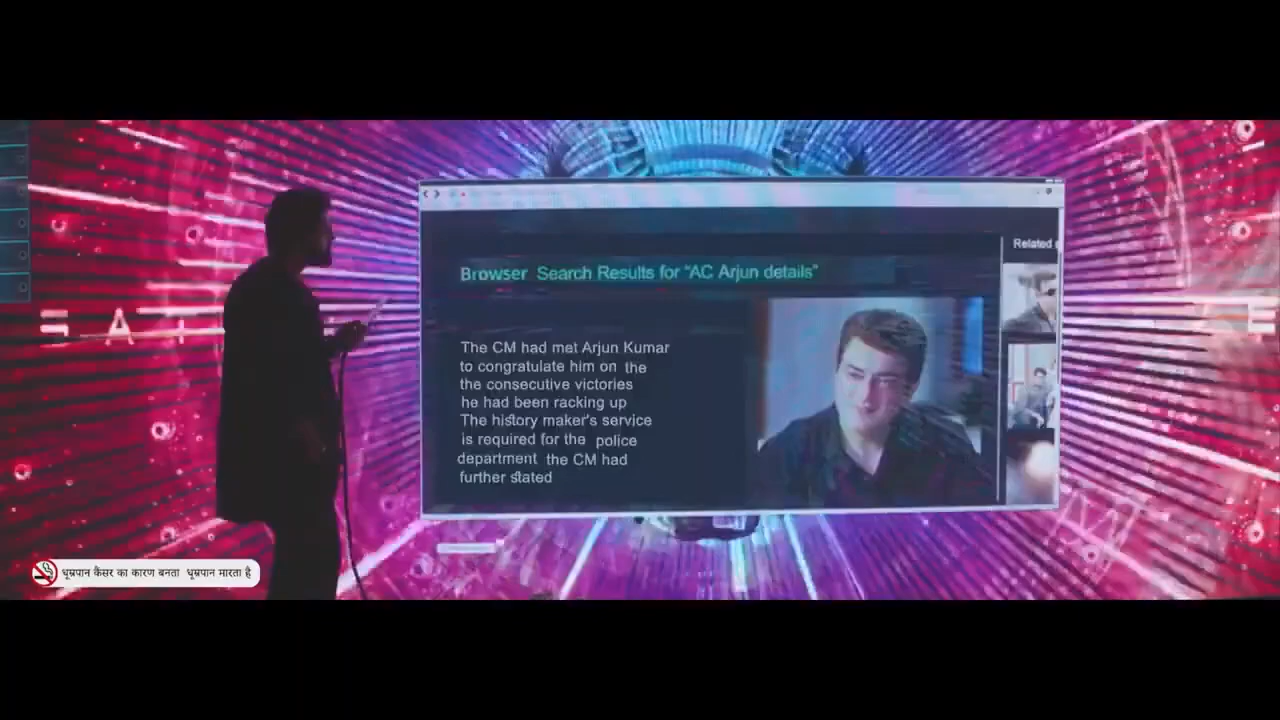 Related
Browser Search Results for "AC Arjun details"
The CM had met Arjun Kumar
to congratulate him on the
the consecutive victories
he had been racking up
The history maker's service
is required for the police
department the CM had
further stated
धूम्रपान कैंसर का कारण बनता धूम्रपान मारता है